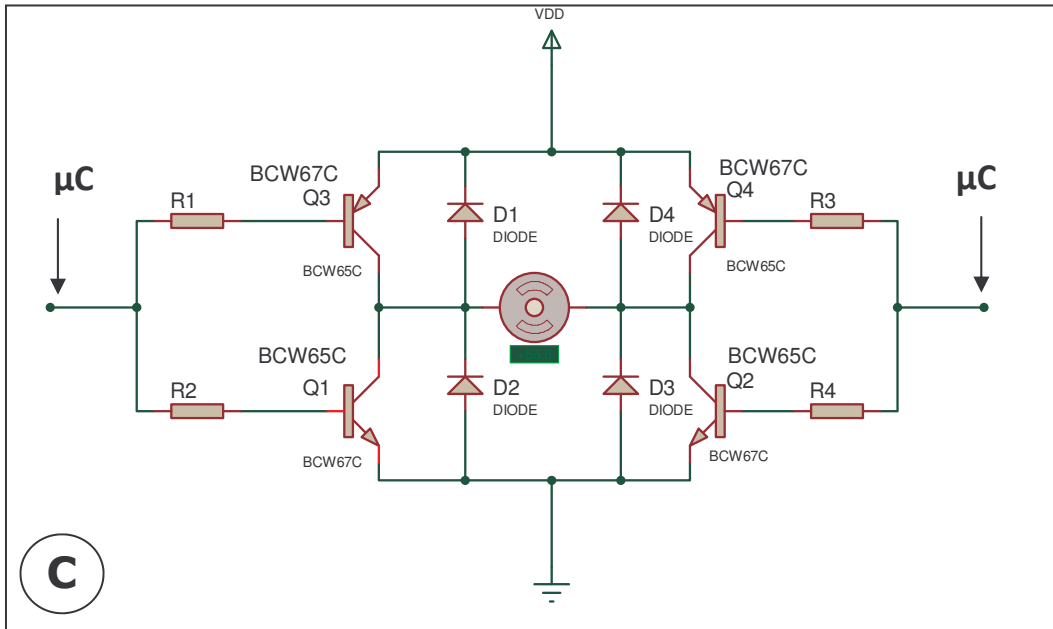 VDD
µC
R1
BCW67C
Q3
BCW65C
D1
DIODE
D4
DIODE
BCW67C
Q4
BCW65C
R3
µC
R2
BCW65C
Q1
BCW67C
D2
DIODE
D3
DIODE
BCW65C
Q2
BCW67C
R4
C